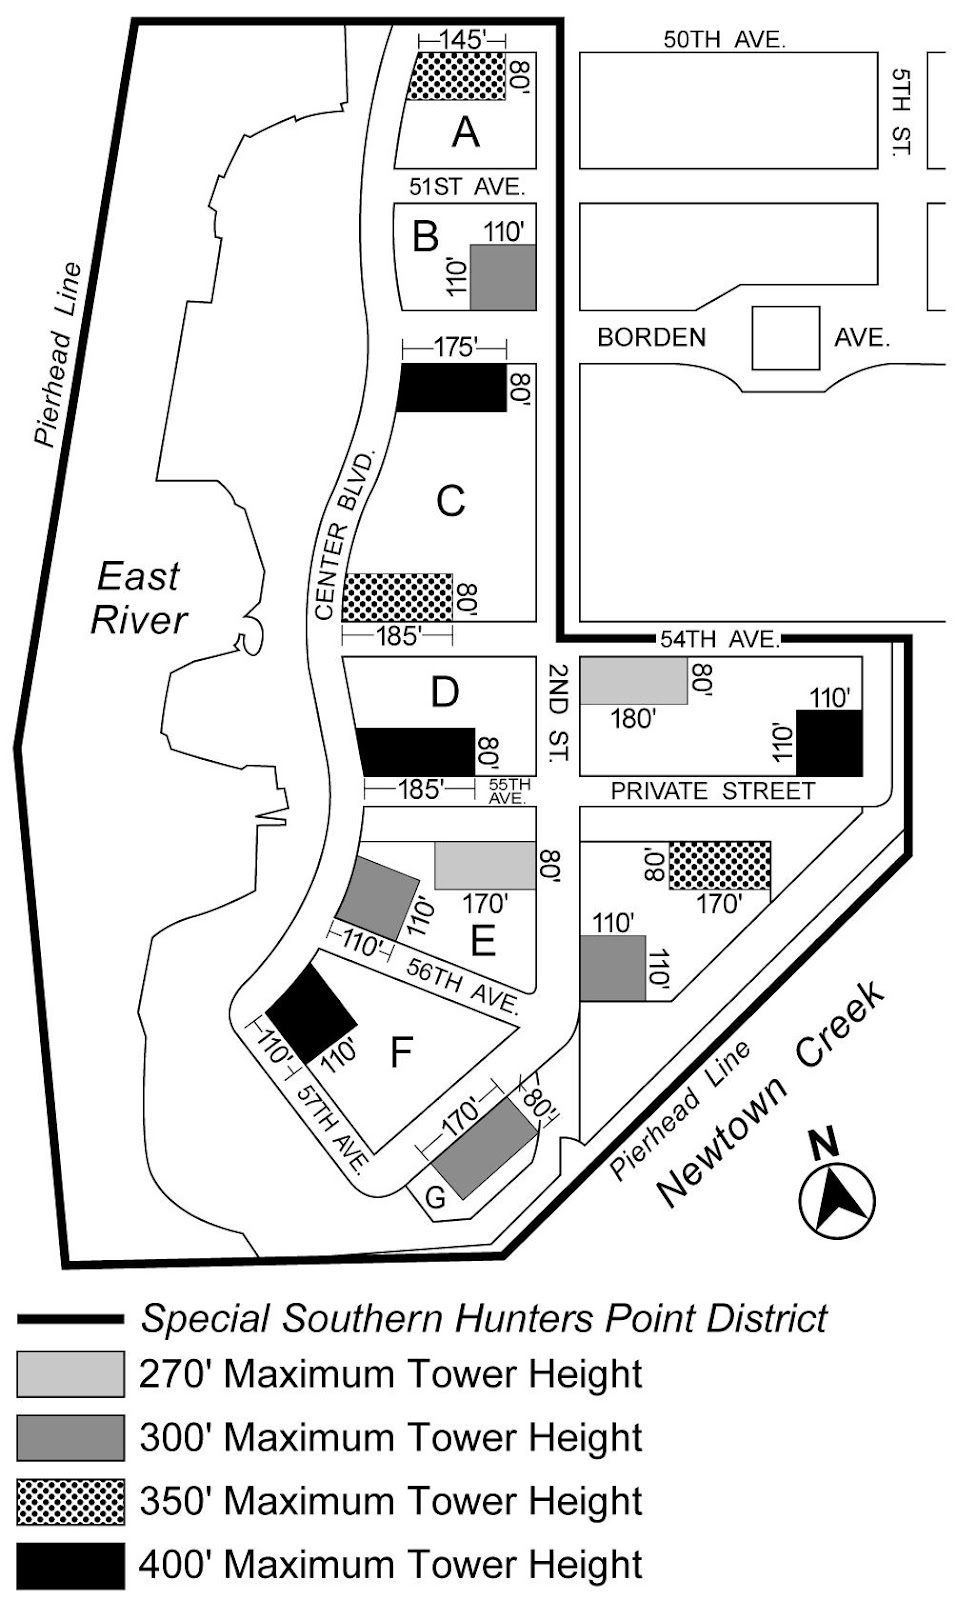 145'
80'
A
50TH AVE.
5TH ST.
51ST AVE.
B
110'
110'
Pierhead Line
BORDEN AVE.
175'
80'
C
CENTER BLVD.
East
River
80'
185'
54TH AVE.
D
80'
185'
2ND ST.
80'
180'
110'
110'
55TH
AVE.
PRIVATE STREET
80'
170'
110'
110'
E
80'
170'
110'
110'
56TH AVE.
110'
110'
F
57TH AVE.
170'
80'
G
Pierhead Line
Newtown Creek
N
Special Southern Hunters Point District
270' Maximum Tower Height
300' Maximum Tower Height
350' Maximum Tower Height
400' Maximum Tower Height